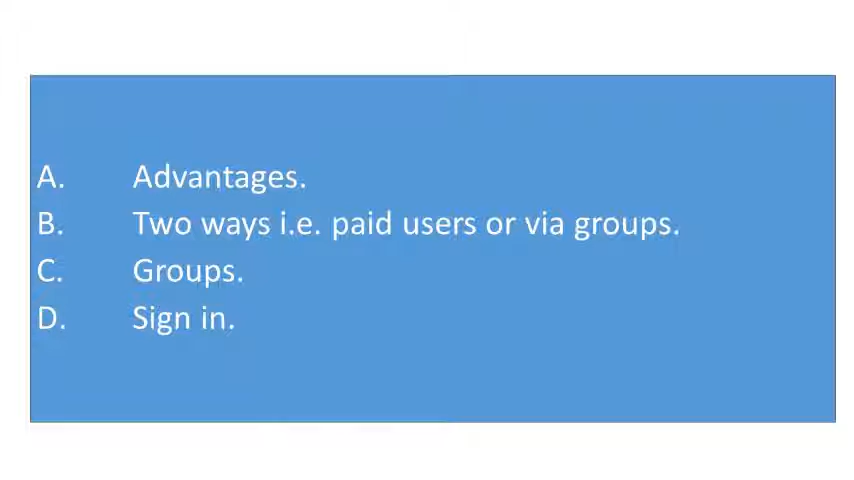 A. Advantages.
B. Two ways i.e. paid users or via groups.
C. Groups.
D. Sign in.